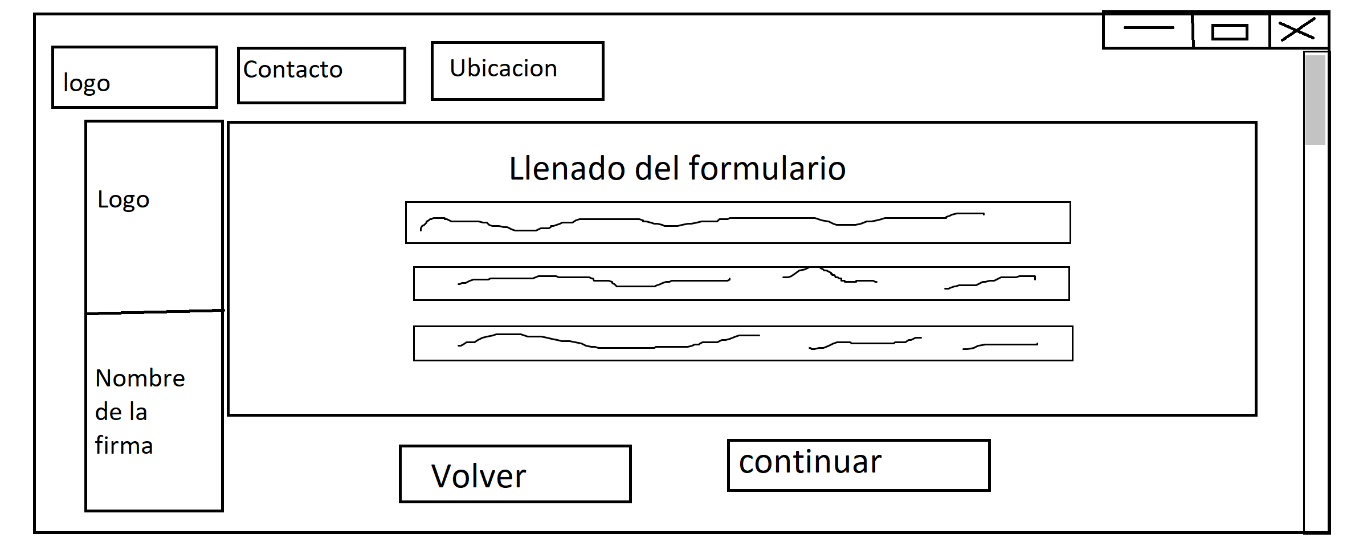 logo
Contacto
Ubicacion
Logo
Nombre
de la
firma
Llenado del formulario
Volver
continuar